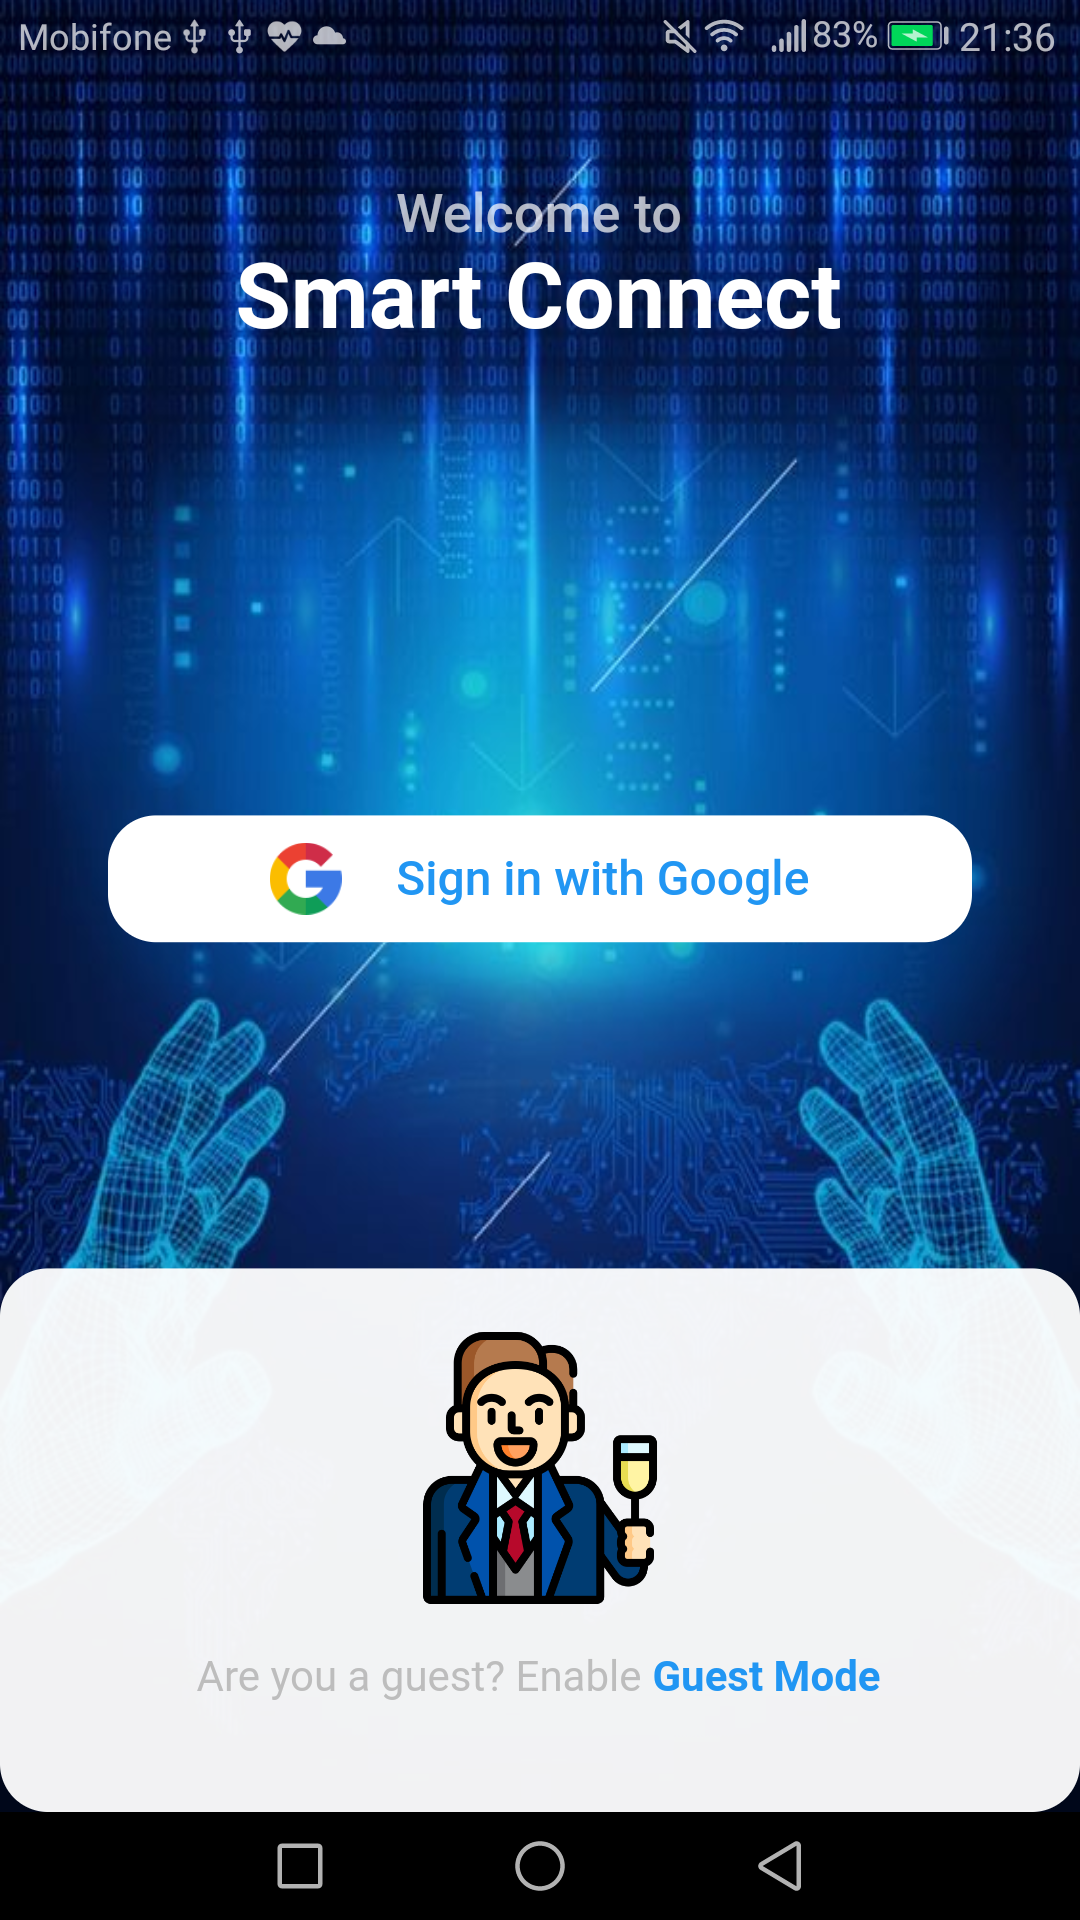 Mobifone 83% 21:36
Welcome to
Smart Connect
Sign in with Google
Are you a guest? Enable Guest Mode